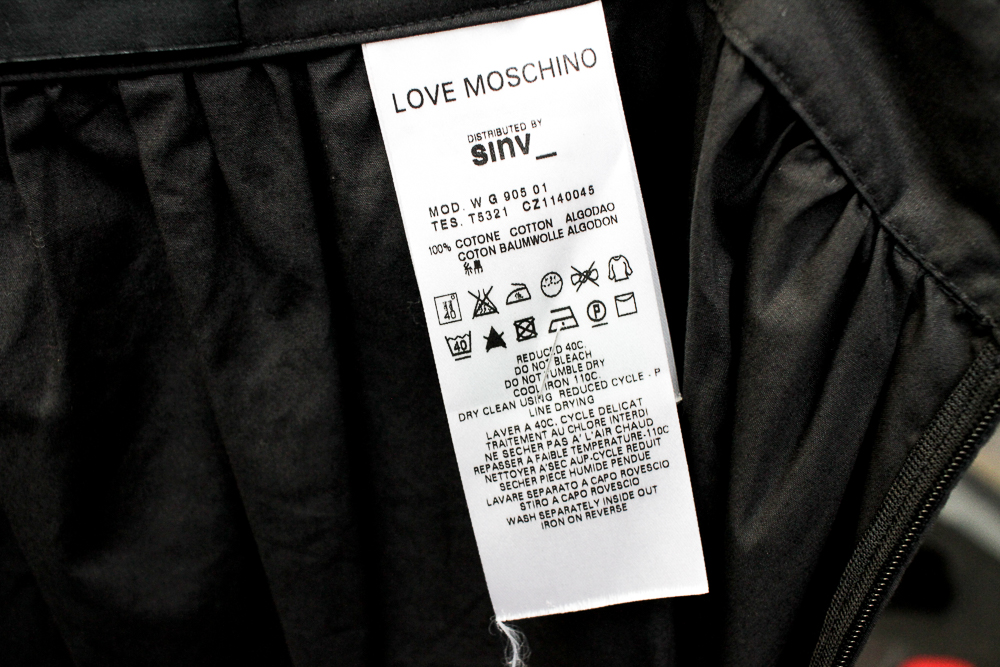 LOVE MOSCHINO
DISTRIBUTED BY
sinv_
MOD. W G 905 01
TES. T5321 CZ1140045
100% COTONE COTTON ALGODAO
COTON BAUMWOLLE ALGODON
40
40 P
REDUCED 40C.
DO NOT BLEACH
DO NOT TUMBLE DRY
COOL IRON 110C.
DRY CLEAN USING REDUCED CYCLE - P
LINE DRYING
LAVER A 40C. CYCLE DELICAT
TRAITEMENT AU CHLORE INTERDI
NE SECHER PAS A' L'AIR CHAUD
REPASSER A FAIBLE TEMPERATURE-110C
NETTOYER A'SEC AUP-CYCLE REDUIT
SECHER PIECE HUMIDE PENDUE
LAVARE SEPARATO A CAPO ROVESCIO
STIRO A CAPO ROVESCIO
WASH SEPARATELY INSIDE OUT
IRON ON REVERSE